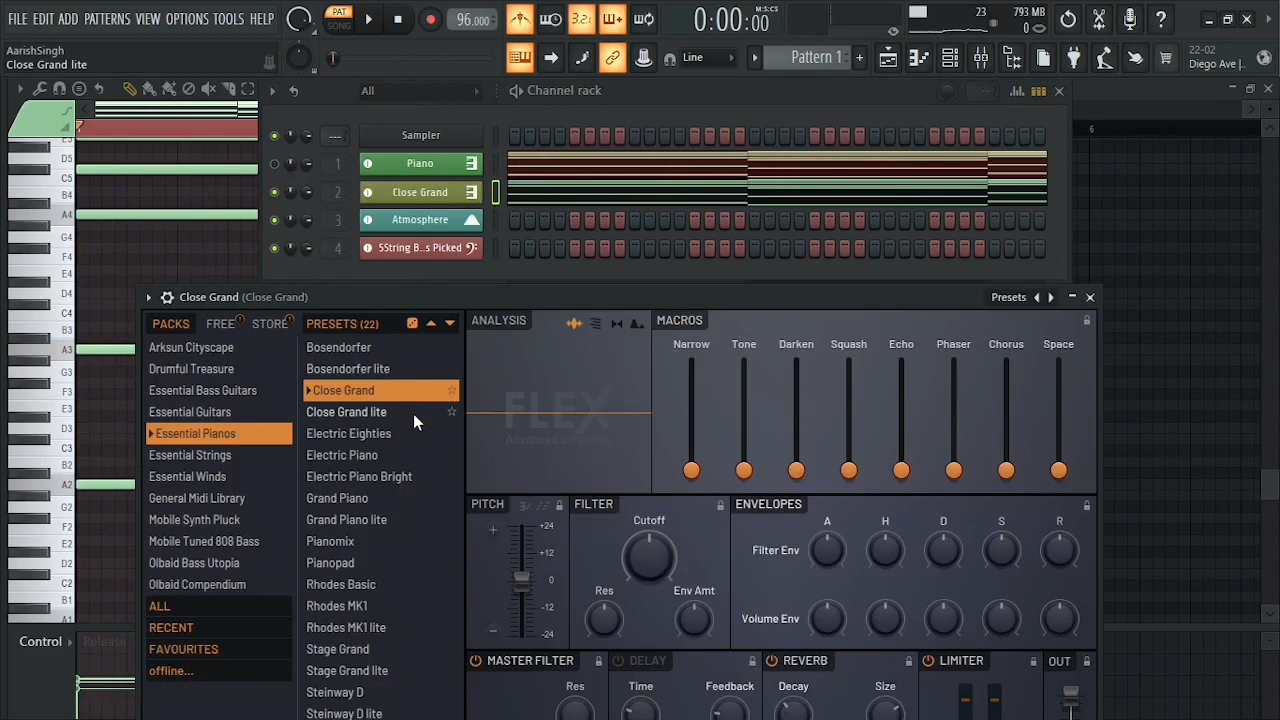 FILE EDIT ADD PATTERNS VIEW OPTIONS TOOLS HELP
PAT
SONG
96.000
3.2
0:00:00
M:S:CS
23
793 MB
0
AarishSingh
Close Grand lite
Line
Pattern 1
22-02
Diego Ave |
All
Channel rack
6
Sampler
1 Piano
2 Close Grand
3 Atmosphere
4 5String B..s Picked
D5
C5
B4
A4
G4
F4
E4
D4
C4
B3
A3
G3
F3
E3
D3
C3
B2
A2
G2
F2
E2
D2
C2
B1
A1
Control
Release
Close Grand (Close Grand)
Presets
PACKS
FREE
STORE
PRESETS (22)
Arksun Cityscape
Drumful Treasure
Essential Bass Guitars
Essential Guitars
Essential Pianos
Essential Strings
Essential Winds
General Midi Library
Mobile Synth Pluck
Mobile Tuned 808 Bass
Olbaid Bass Utopia
Olbaid Compendium
ALL
RECENT
FAVOURITES
offline...
Bosendorfer
Bosendorfer lite
Close Grand
Close Grand lite
Electric Eighties
Electric Piano
Electric Piano Bright
Grand Piano
Grand Piano lite
Pianomix
Pianopad
Rhodes Basic
Rhodes MK1
Rhodes MK1 lite
Stage Grand
Stage Grand lite
Steinway D
Steinway D lite
ANALYSIS
FLEX
Advanced simplicity
MACROS
Narrow Tone Darken Squash Echo Phaser Chorus Space
PITCH
+24
+12
0
-12
-24
FILTER
Cutoff
Res
Env Amt
ENVELOPES
A H D S R
Filter Env
Volume Env
MASTER FILTER
Res
DELAY
Time
Feedback
REVERB
Decay
Size
LIMITER
OUT